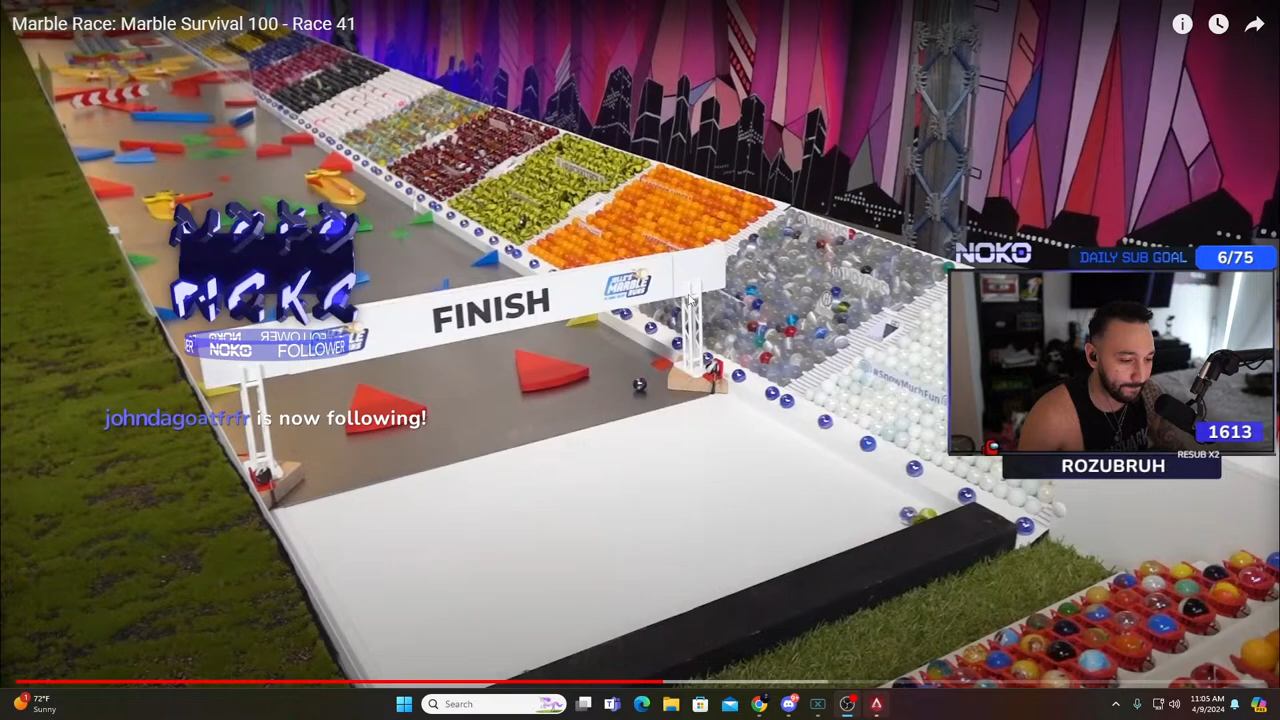 Marble Race: Marble Survival 100 - Race 41
NOKO
DAILY SUB GOAL
6/75
FINISH
NOKO
FOLLOWER
#SnowMuchFun
johndagoatfrfr is now following!
1613
RESUB X2
ROZUBRUH
72°F
Sunny
Search
11:05 AM
4/9/2024